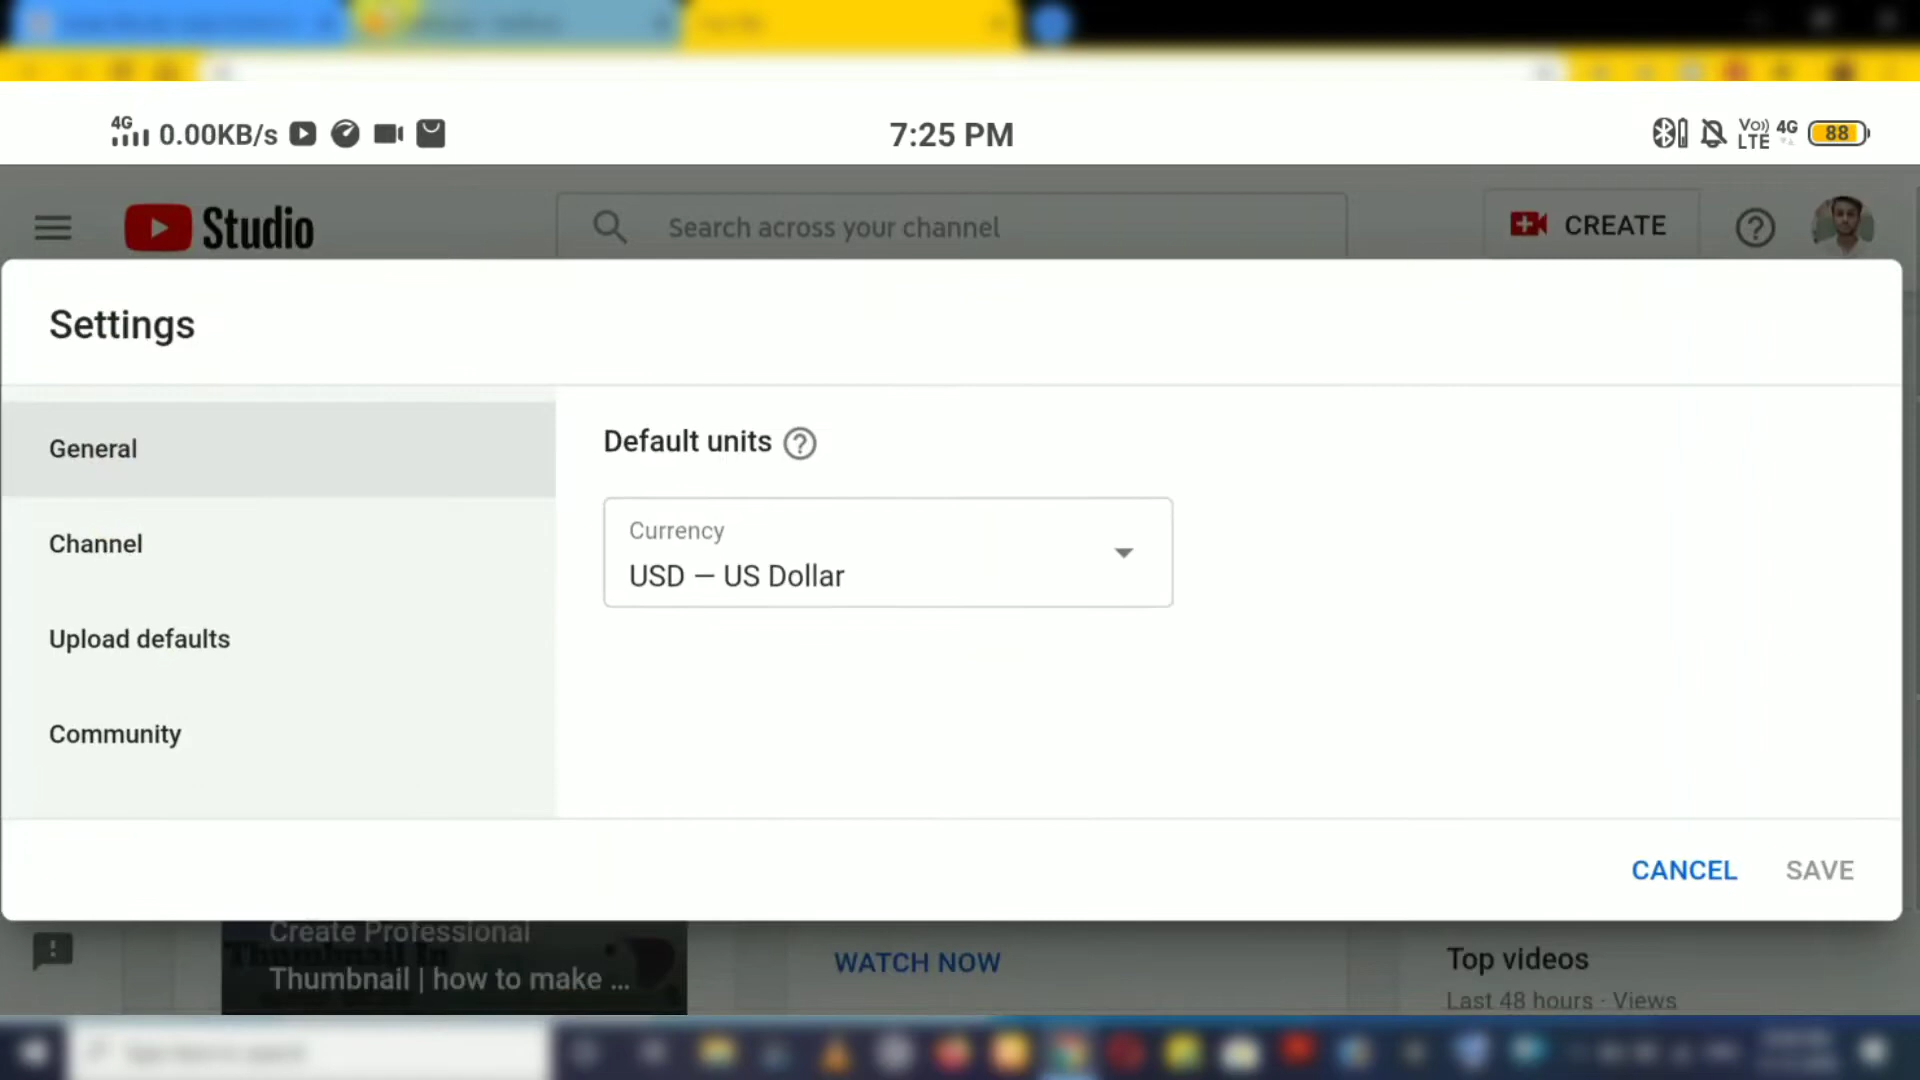 4G 0.00KB/s
7:25 PM
Vo)) LTE 4G 88
Studio
Search across your channel
CREATE
Settings
General
Channel
Upload defaults
Community
Default units
Currency
USD — US Dollar
CANCEL
SAVE
Create Professional
Thumbnail | how to make ...
WATCH NOW
Top videos
Last 48 hours · Views